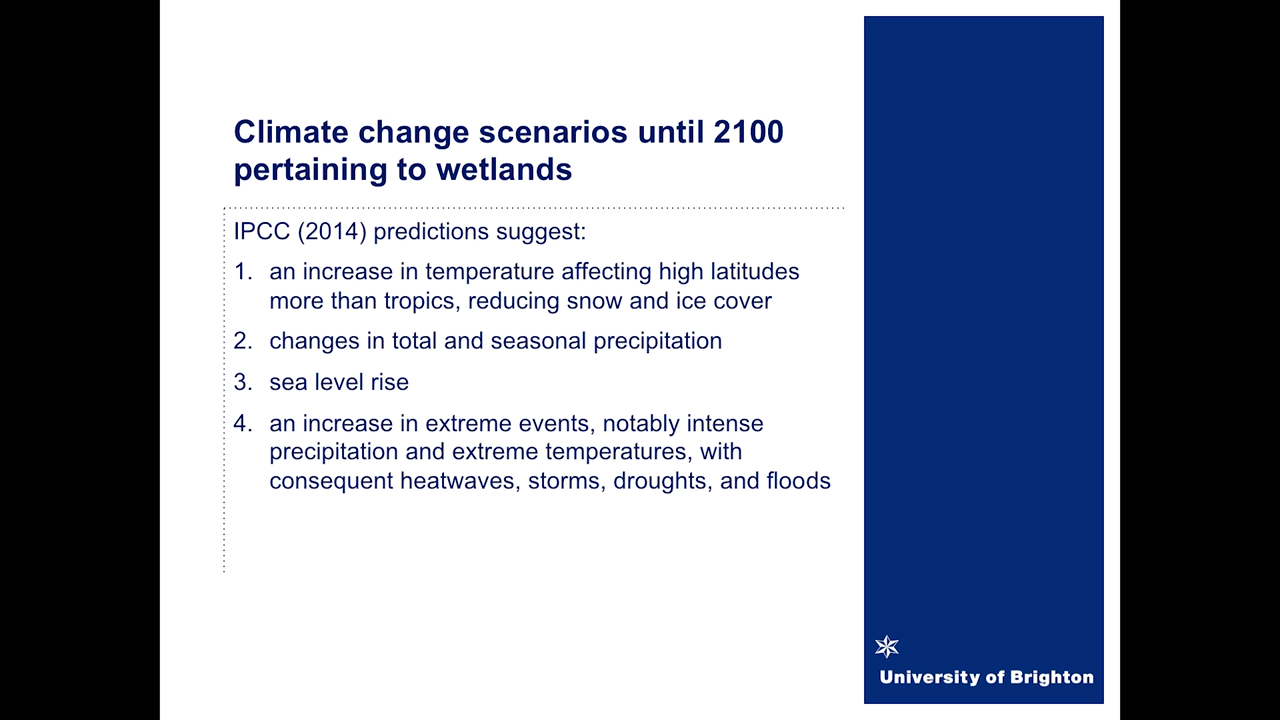 Climate change scenarios until 2100
pertaining to wetlands
IPCC (2014) predictions suggest:
1. an increase in temperature affecting high latitudes
more than tropics, reducing snow and ice cover
2. changes in total and seasonal precipitation
3. sea level rise
4. an increase in extreme events, notably intense
precipitation and extreme temperatures, with
consequent heatwaves, storms, droughts, and floods
University of Brighton